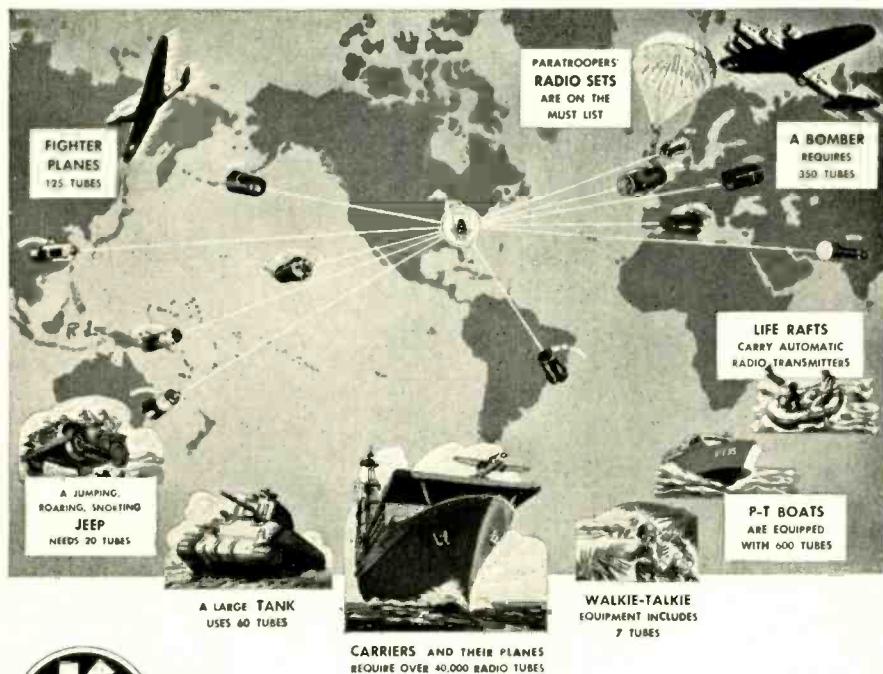 PARATROOPERS'
RADIO SETS
ARE ON THE
MUST LIST
FIGHTER
PLANES
125 TUBES
A BOMBER
REQUIRES
350 TUBES
LIFE RAFTS
CARRY AUTOMATIC
RADIO TRANSMITTERS
A JUMPING,
ROARING, SNORTING
JEEP
NEEDS 20 TUBES
P-T BOATS
ARE EQUIPPED
WITH 600 TUBES
A LARGE TANK
USES 60 TUBES
WALKIE-TALKIE
EQUIPMENT INCLUDES
7 TUBES
CARRIERS AND THEIR PLANES
REQUIRE OVER 40,000 RADIO TUBES